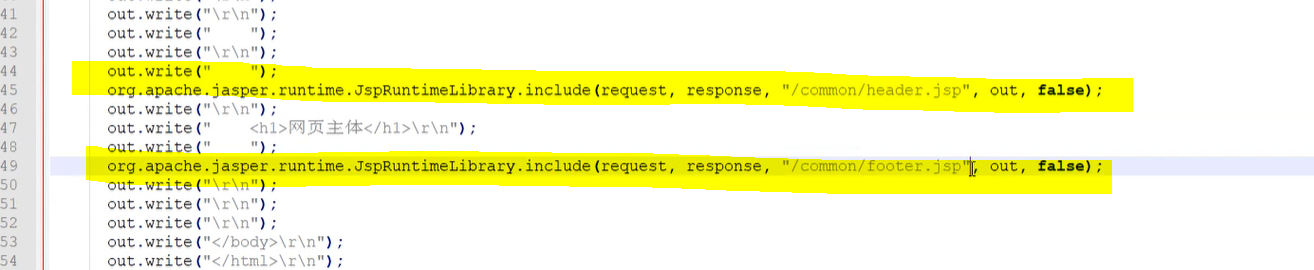 41 out.write("\r\n");
42 out.write("    ");
43 out.write("\r\n");
44 out.write("    ");
45 org.apache.jasper.runtime.JspRuntimeLibrary.include(request, response, "/common/header.jsp", out, false);
46 out.write("\r\n");
47 out.write("    <h1>网页主体</h1>\r\n");
48 out.write("    ");
49 org.apache.jasper.runtime.JspRuntimeLibrary.include(request, response, "/common/footer.jsp", out, false);
50 out.write("\r\n");
51 out.write("\r\n");
52 out.write("\r\n");
53 out.write("</body>\r\n");
54 out.write("</html>\r\n");